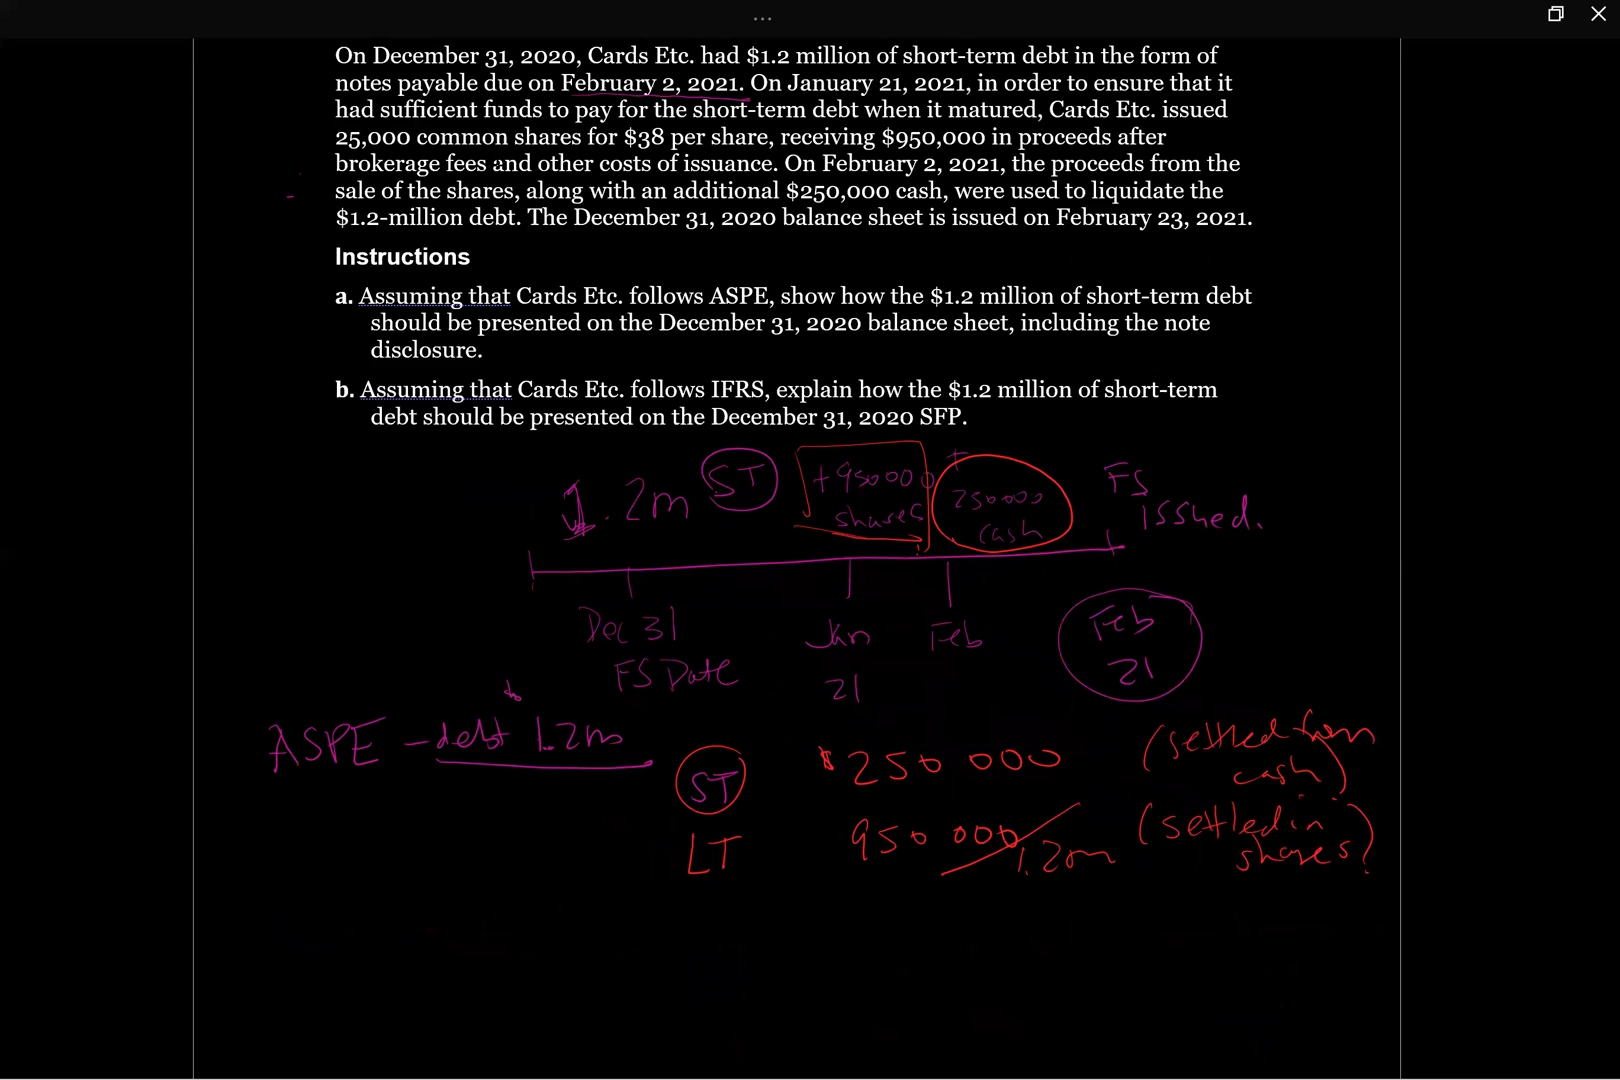 On December 31, 2020, Cards Etc. had $1.2 million of short-term debt in the form of
notes payable due on February 2, 2021. On January 21, 2021, in order to ensure that it
had sufficient funds to pay for the short-term debt when it matured, Cards Etc. issued
25,000 common shares for $38 per share, receiving $950,000 in proceeds after
brokerage fees and other costs of issuance. On February 2, 2021, the proceeds from the
sale of the shares, along with an additional $250,000 cash, were used to liquidate the
$1.2-million debt. The December 31, 2020 balance sheet is issued on February 23, 2021.
Instructions
a. Assuming that Cards Etc. follows ASPE, show how the $1.2 million of short-term debt
should be presented on the December 31, 2020 balance sheet, including the note
disclosure.
b. Assuming that Cards Etc. follows IFRS, explain how the $1.2 million of short-term
debt should be presented on the December 31, 2020 SFP.
1.2m ST +950000 shares + 250000 cash FS issued.
Dec 31 FS Date
Jan 21
Feb
Feb 21
ASPE - debt 1.2m
ST $250 000 (settled from cash)
LT 950 000 (settled in shares)
1.2m